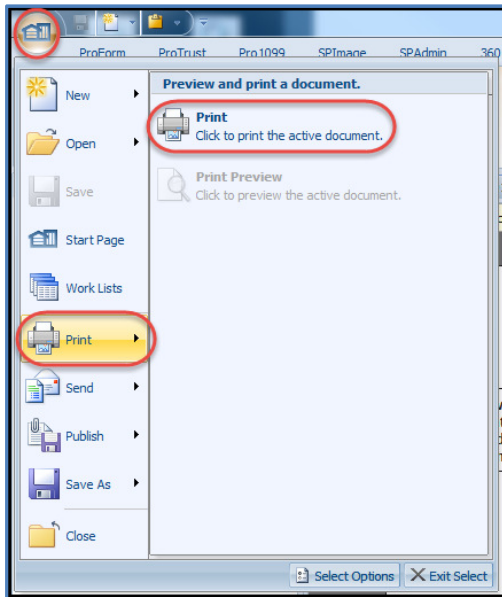 ProForm ProTrust Pro1099 SPImage SPAdmin 360
New
Open
Save
Start Page
Work Lists
Print
Send
Publish
Save As
Close
Preview and print a document.
Print
Click to print the active document.
Print Preview
Click to preview the active document.
Select Options
Exit Select